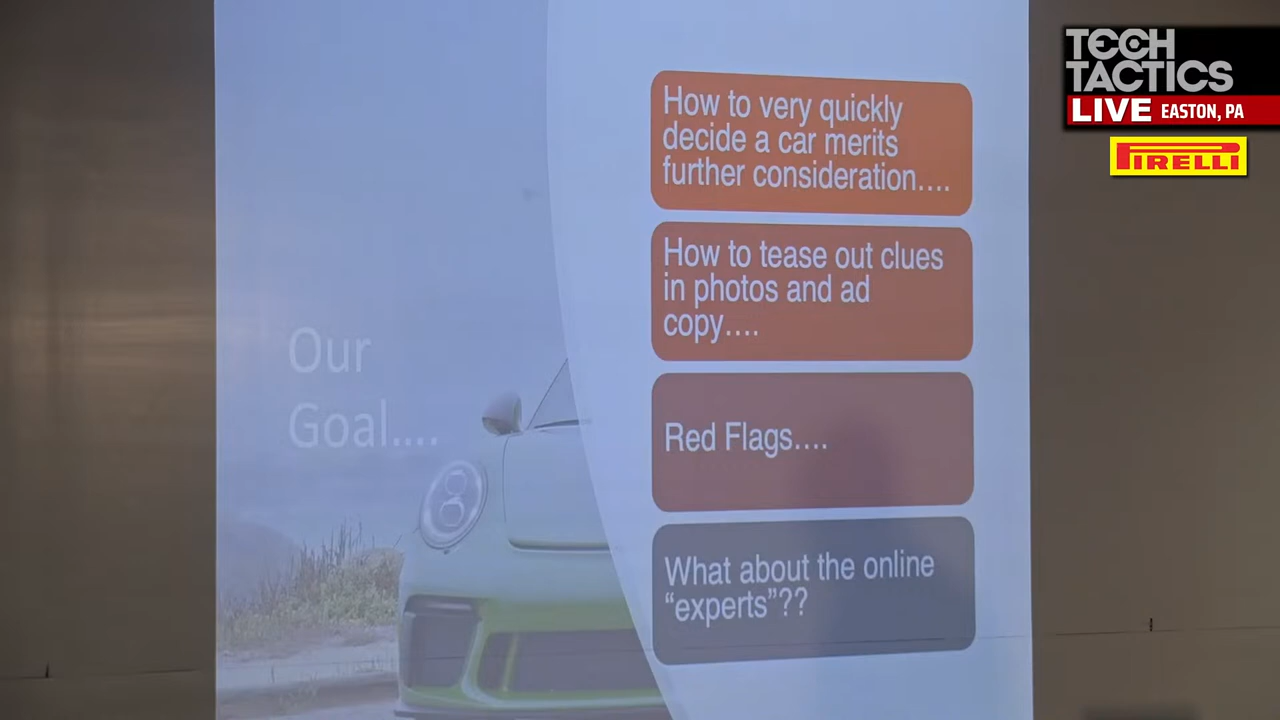 Our
Goal....
How to very quickly
decide a car merits
further consideration....
How to tease out clues
in photos and ad
copy....
Red Flags....
What about the online
“experts”??
TECH
TACTICS
LIVE EASTON, PA
PIRELLI